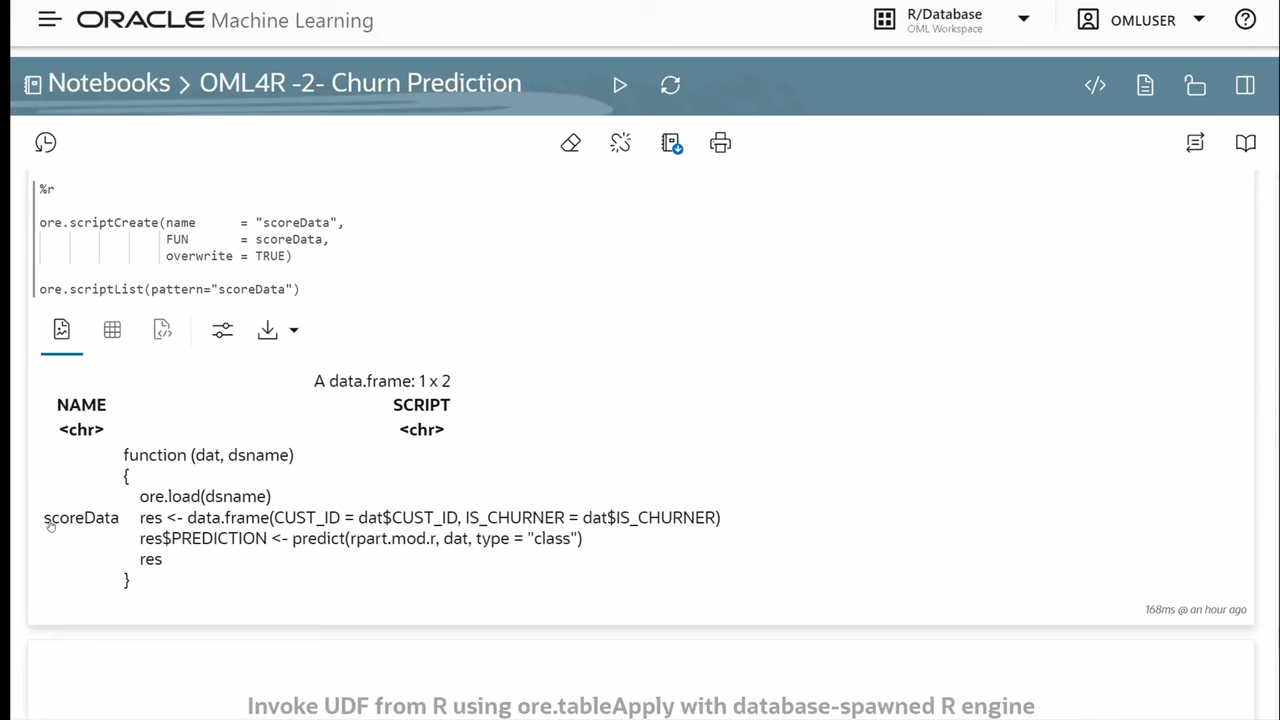 ORACLE Machine Learning
R/Database
OML Workspace
OMLUSER
Notebooks > OML4R -2- Churn Prediction
%r
ore.scriptCreate(name = "scoreData",
FUN = scoreData,
overwrite = TRUE)
ore.scriptList(pattern="scoreData")
A data.frame: 1 x 2
NAME SCRIPT
<chr> <chr>
function (dat, dsname)
{
ore.load(dsname)
scoreData res <- data.frame(CUST_ID = dat$CUST_ID, IS_CHURNER = dat$IS_CHURNER)
res$PREDICTION <- predict(rpart.mod.r, dat, type = "class")
res
}
168ms @ an hour ago
Invoke UDF from R using ore.tableApply with database-spawned R engine